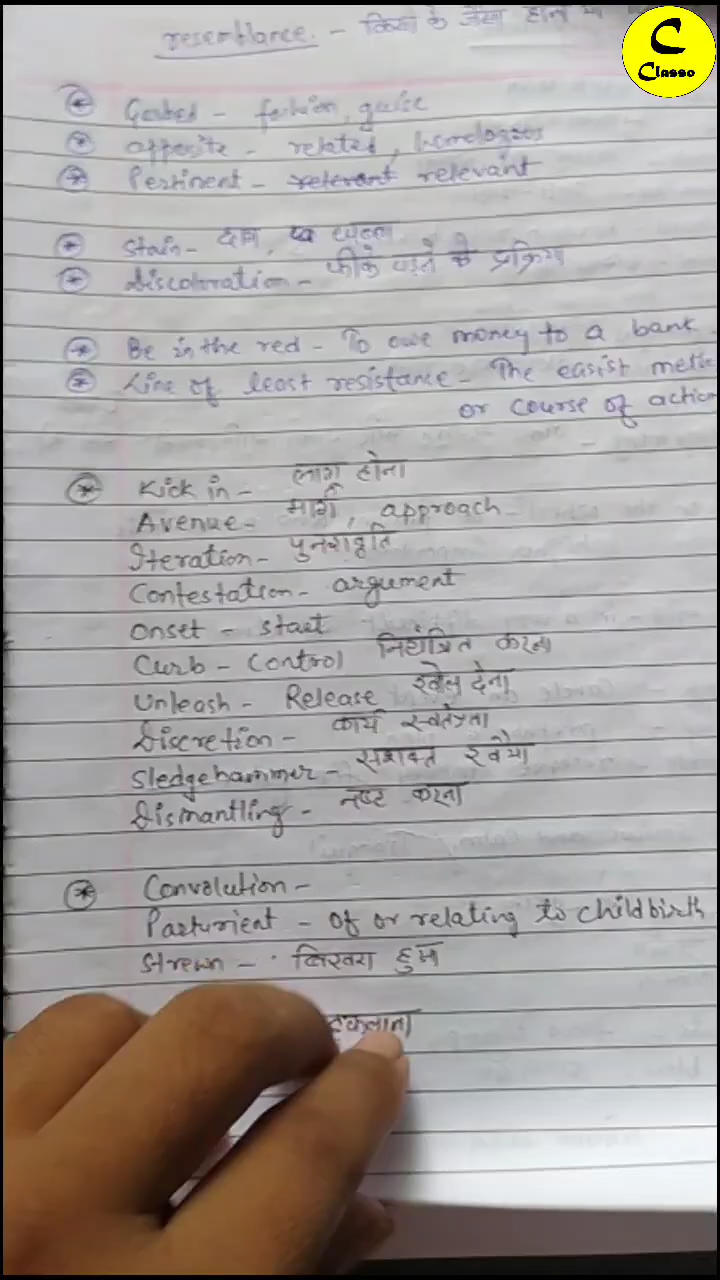 resemblance. - किसी के जैसा होने या
C
Classo
Garbed - fashion, guise
apposite - related, homologous
Pertinent - relevant relevant
Stain - दाग, धब्बा
Discoloration - फीके पड़ने की प्रक्रिया
Be in the red - To owe money to a bank
Line of least resistance - The easist
or course of action
Kick in - लागू होना
Avenue - मार्ग, approach
Iteration - पुनरावृति
Contestation - argument
Onset - start
Curb - Control नियंत्रित करना
Unleash - Release खोल देना
Discretion - कार्य स्वतंत्रता
Sledgehammer - सशक्त रवैया
Dismantling - नष्ट करना
Convolution -
Parturient - of or relating to childbirth
Strewn - बिखरा हुआ